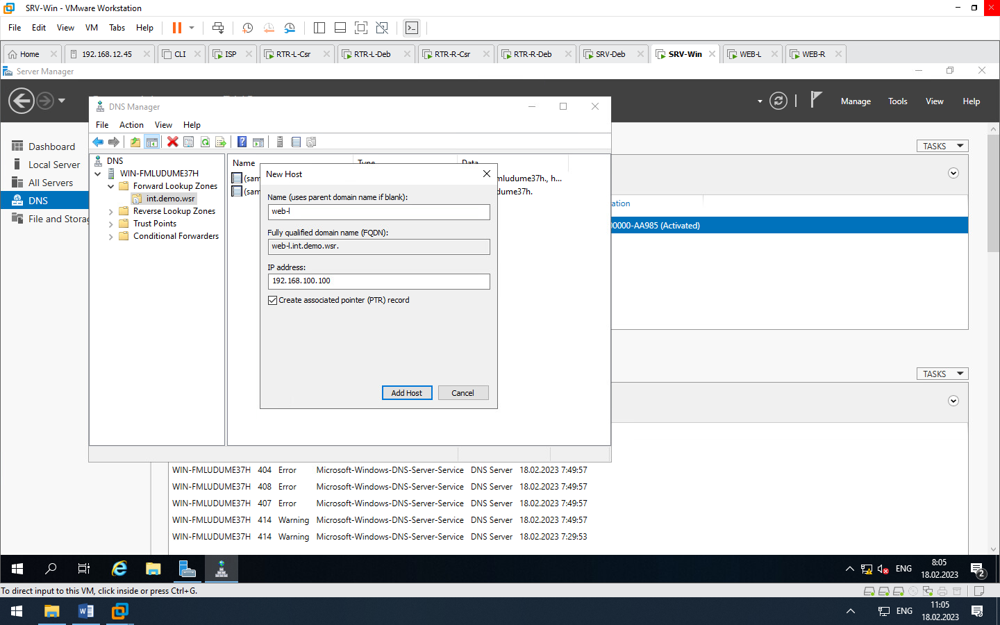 SRV-Win - VMware Workstation
File Edit View VM Tabs Help
Home 192.168.12.45 CLI ISP RTR-L-Csr RTR-L-Deb RTR-R-Csr RTR-R-Deb SRV-Deb SRV-Win WEB-L WEB-R
Server Manager
Manage Tools View Help
DNS Manager
File Action View Help
Dashboard
Local Server
All Servers
DNS
File and Storag
DNS
WIN-FMLUDUME37H
Forward Lookup Zones
int.demo.wsr
Reverse Lookup Zones
Trust Points
Conditional Forwarders
Name Type Data
(sam mludume37h., h...
(sam dume37h.
New Host
Name (uses parent domain name if blank):
web-l
Fully qualified domain name (FQDN):
web-l.int.demo.wsr.
IP address:
192.168.100.100
Create associated pointer (PTR) record
Add Host Cancel
TASKS
ation
00000-AA985 (Activated)
TASKS
WIN-FMLUDUME37H 404 Error Microsoft-Windows-DNS-Server-Service DNS Server 18.02.2023 7:49:57
WIN-FMLUDUME37H 408 Error Microsoft-Windows-DNS-Server-Service DNS Server 18.02.2023 7:49:57
WIN-FMLUDUME37H 407 Error Microsoft-Windows-DNS-Server-Service DNS Server 18.02.2023 7:49:57
WIN-FMLUDUME37H 414 Warning Microsoft-Windows-DNS-Server-Service DNS Server 18.02.2023 7:49:57
WIN-FMLUDUME37H 414 Warning Microsoft-Windows-DNS-Server-Service DNS Server 18.02.2023 7:29:53
ENG
8:05
18.02.2023
2
To direct input to this VM, click inside or press Ctrl+G.
ENG
11:05
18.02.2023